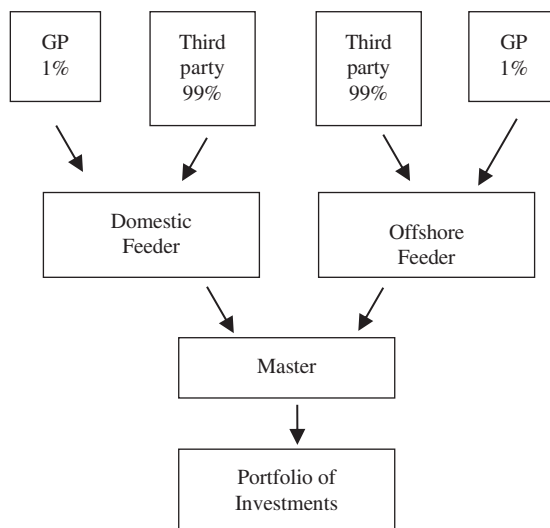 GP
1%
Third
party
99%
Third
party
99%
GP
1%
Domestic
Feeder
Offshore
Feeder
Master
Portfolio of
Investments